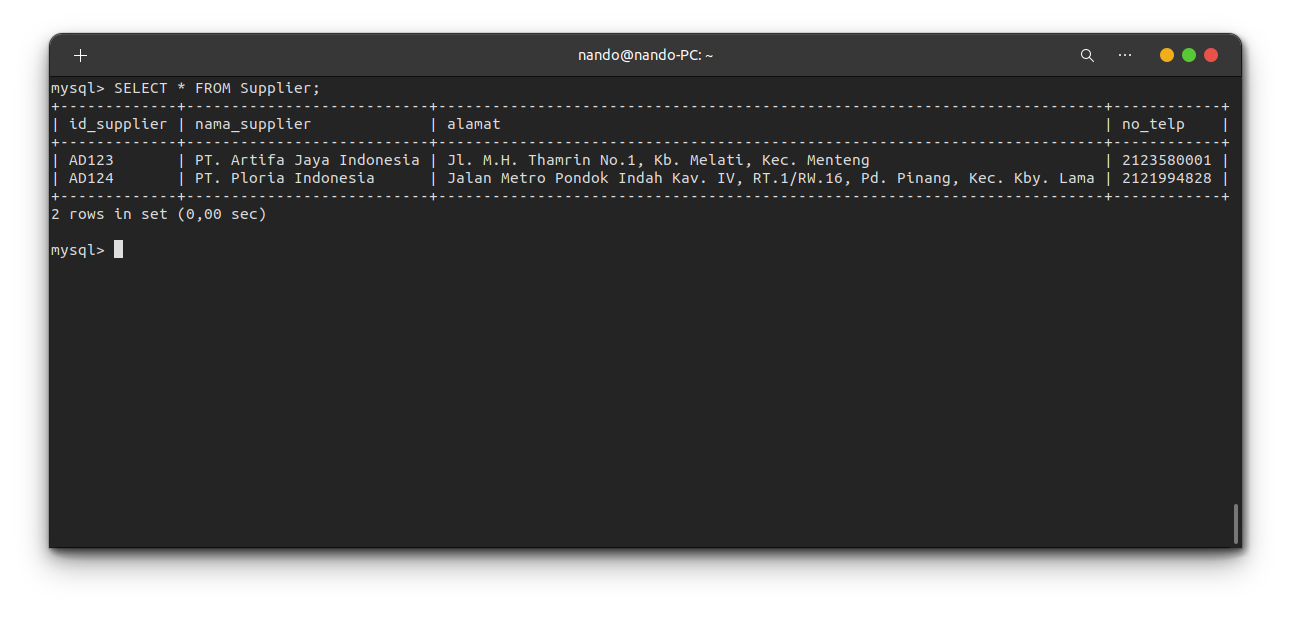 nando@nando-PC: ~
mysql> SELECT * FROM Supplier;
+-------------+---------------------------+--------------------------------------------------------------------------+------------+
| id_supplier | nama_supplier             | alamat                                                                   | no_telp    |
+-------------+---------------------------+--------------------------------------------------------------------------+------------+
| AD123       | PT. Artifa Jaya Indonesia | Jl. M.H. Thamrin No.1, Kb. Melati, Kec. Menteng                          | 2123580001 |
| AD124       | PT. Ploria Indonesia      | Jalan Metro Pondok Indah Kav. IV, RT.1/RW.16, Pd. Pinang, Kec. Kby. Lama | 2121994828 |
+-------------+---------------------------+--------------------------------------------------------------------------+------------+
2 rows in set (0,00 sec)
mysql>